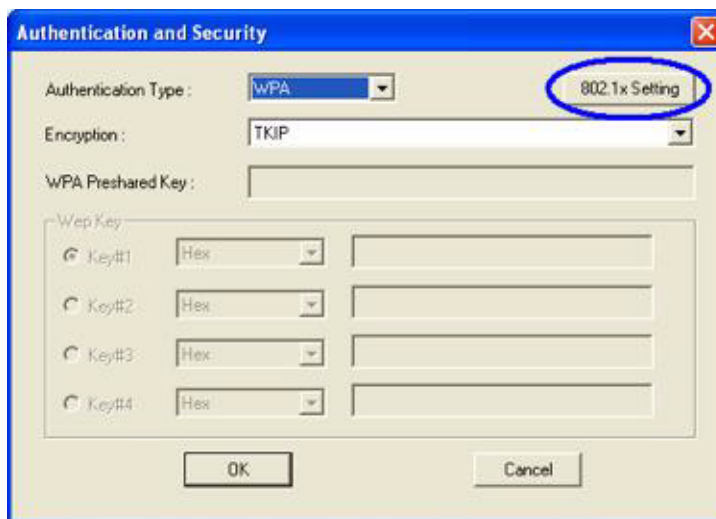 Authentication and Security
Authentication Type : WPA 802.1x Setting
Encryption : TKIP
WPA Preshared Key :
Wep Key
Key#1 Hex
Key#2 Hex
Key#3 Hex
Key#4 Hex
OK Cancel